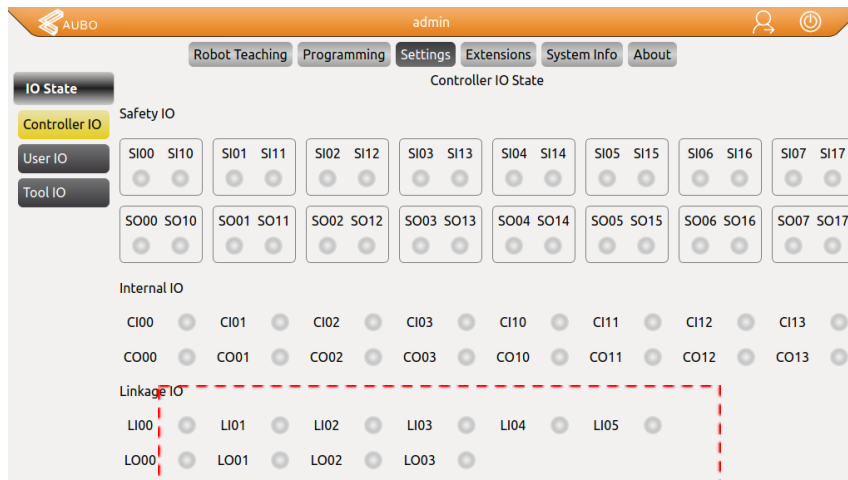 AUBO
admin
Robot Teaching Programming Settings Extensions System Info About
IO State
Controller IO State
Controller IO
User IO
Tool IO
Safety IO
SI00 SI10 SI01 SI11 SI02 SI12 SI03 SI13 SI04 SI14 SI05 SI15 SI06 SI16 SI07 SI17
SO00 SO10 SO01 SO11 SO02 SO12 SO03 SO13 SO04 SO14 SO05 SO15 SO06 SO16 SO07 SO17
Internal IO
CI00 CI01 CI02 CI03 CI10 CI11 CI12 CI13
CO00 CO01 CO02 CO03 CO10 CO11 CO12 CO13
Linkage IO
LI00 LI01 LI02 LI03 LI04 LI05
LO00 LO01 LO02 LO03